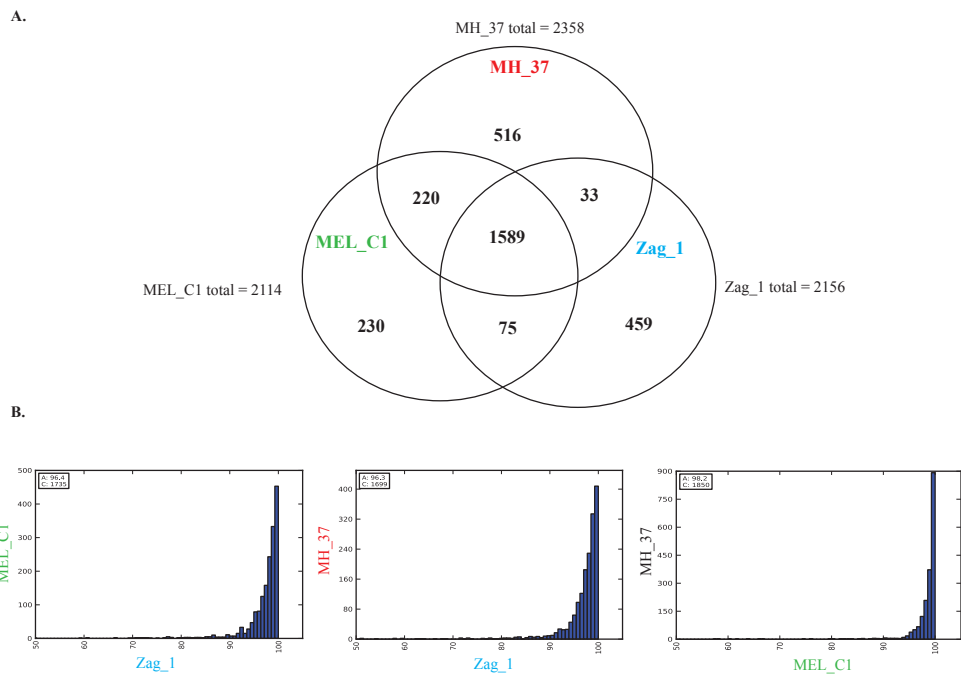 A.
MH_37 total = 2358
MH_37
516
220
33
1589
MEL_C1
Zag_1
MEL_C1 total = 2114
Zag_1 total = 2156
230
75
459
B.
A: 96,4
C: 1735
500
400
300
200
100
0
MEL_C1
50
60
70
80
90
100
Zag_1
A: 96,3
C: 1699
400
320
240
160
80
0
MH_37
50
60
70
80
90
100
Zag_1
A: 98,2
C: 1850
900
750
600
450
300
150
0
MH_37
50
60
70
80
90
100
MEL_C1